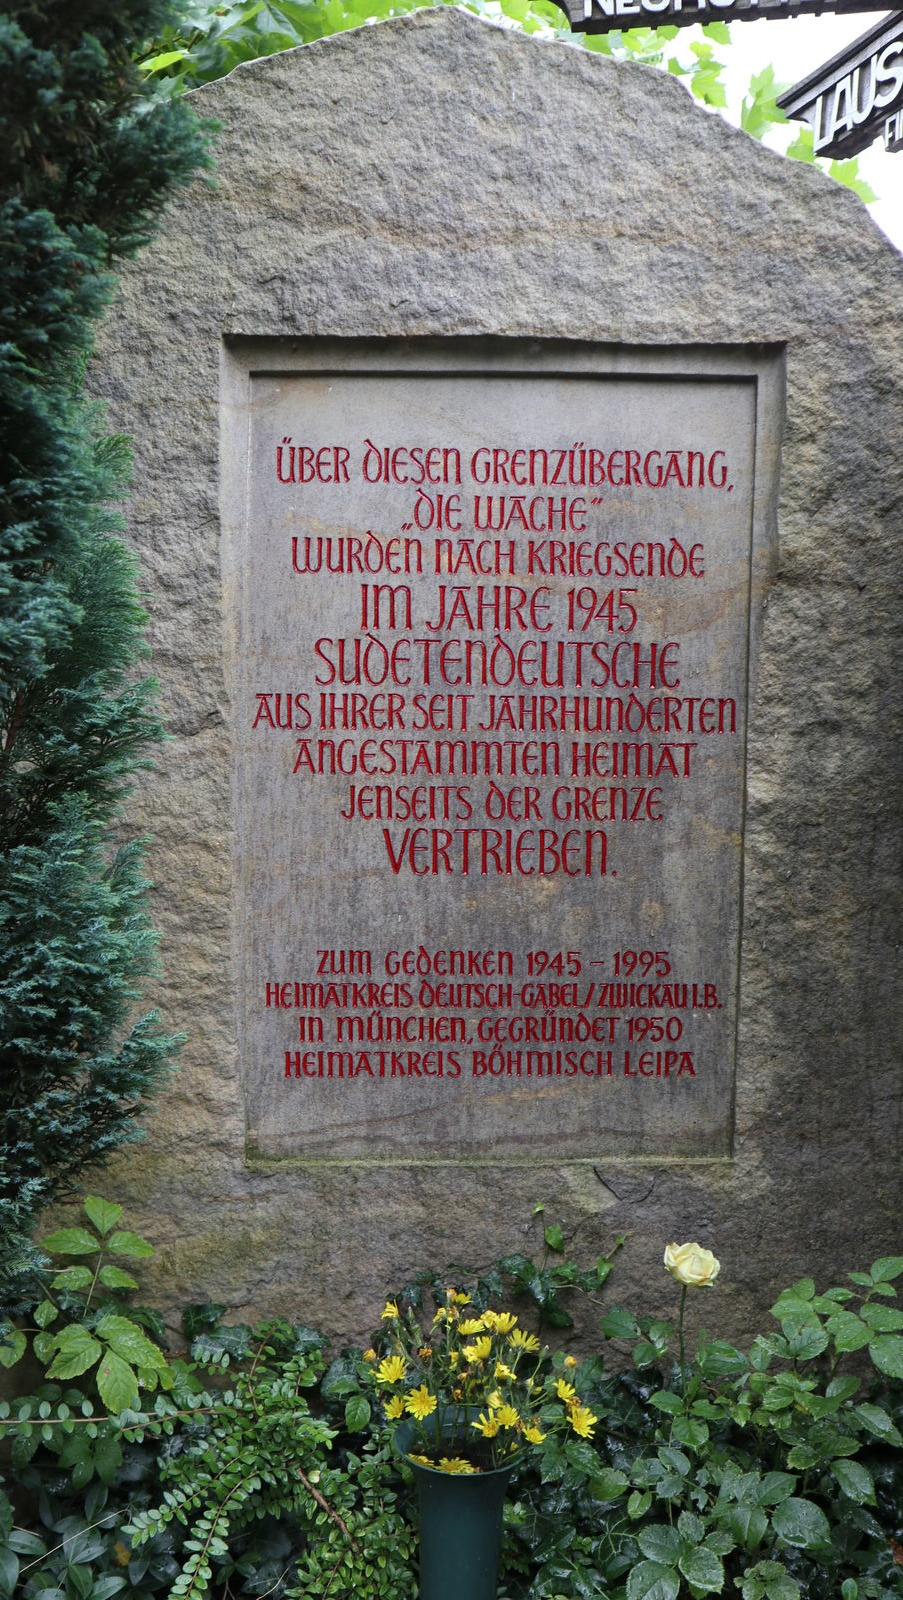 LAUS
ÜBER DIESEN GRENZÜBERGANG,
„DIE WACHE“
WURDEN NACH KRIEGSENDE
IM JAHRE 1945
SUDETENDEUTSCHE
AUS IHRER SEIT JAHRHUNDERTEN
ANGESTAMMTEN HEIMAT
JENSEITS DER GRENZE
VERTRIEBEN.
ZUM GEDENKEN 1945 – 1995
HEIMATKREIS DEUTSCH-GABEL/ZWICKAU I.B.
IN MÜNCHEN, GEGRÜNDET 1950
HEIMATKREIS BÖHMISCH LEIPA